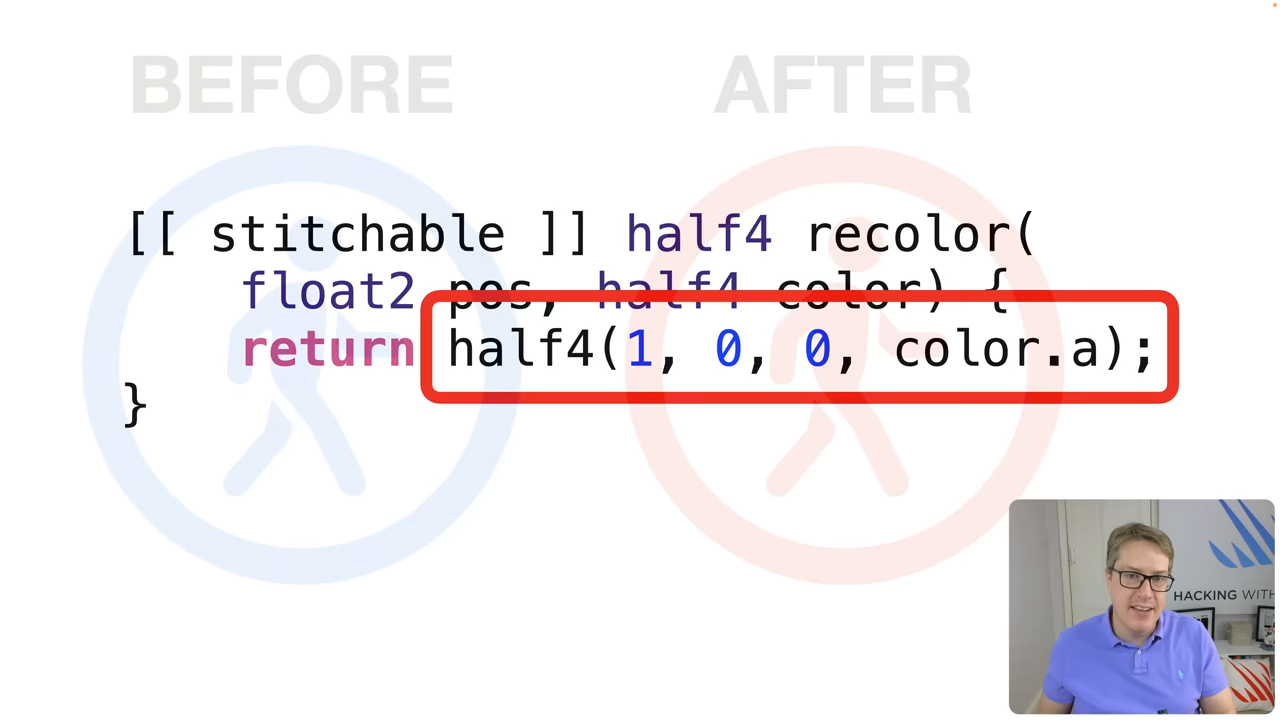 BEFORE AFTER
[[ stitchable ]] half4 recolor(
float2 pos, half4 color) {
return half4(1, 0, 0, color.a);
}
HACKING WITH